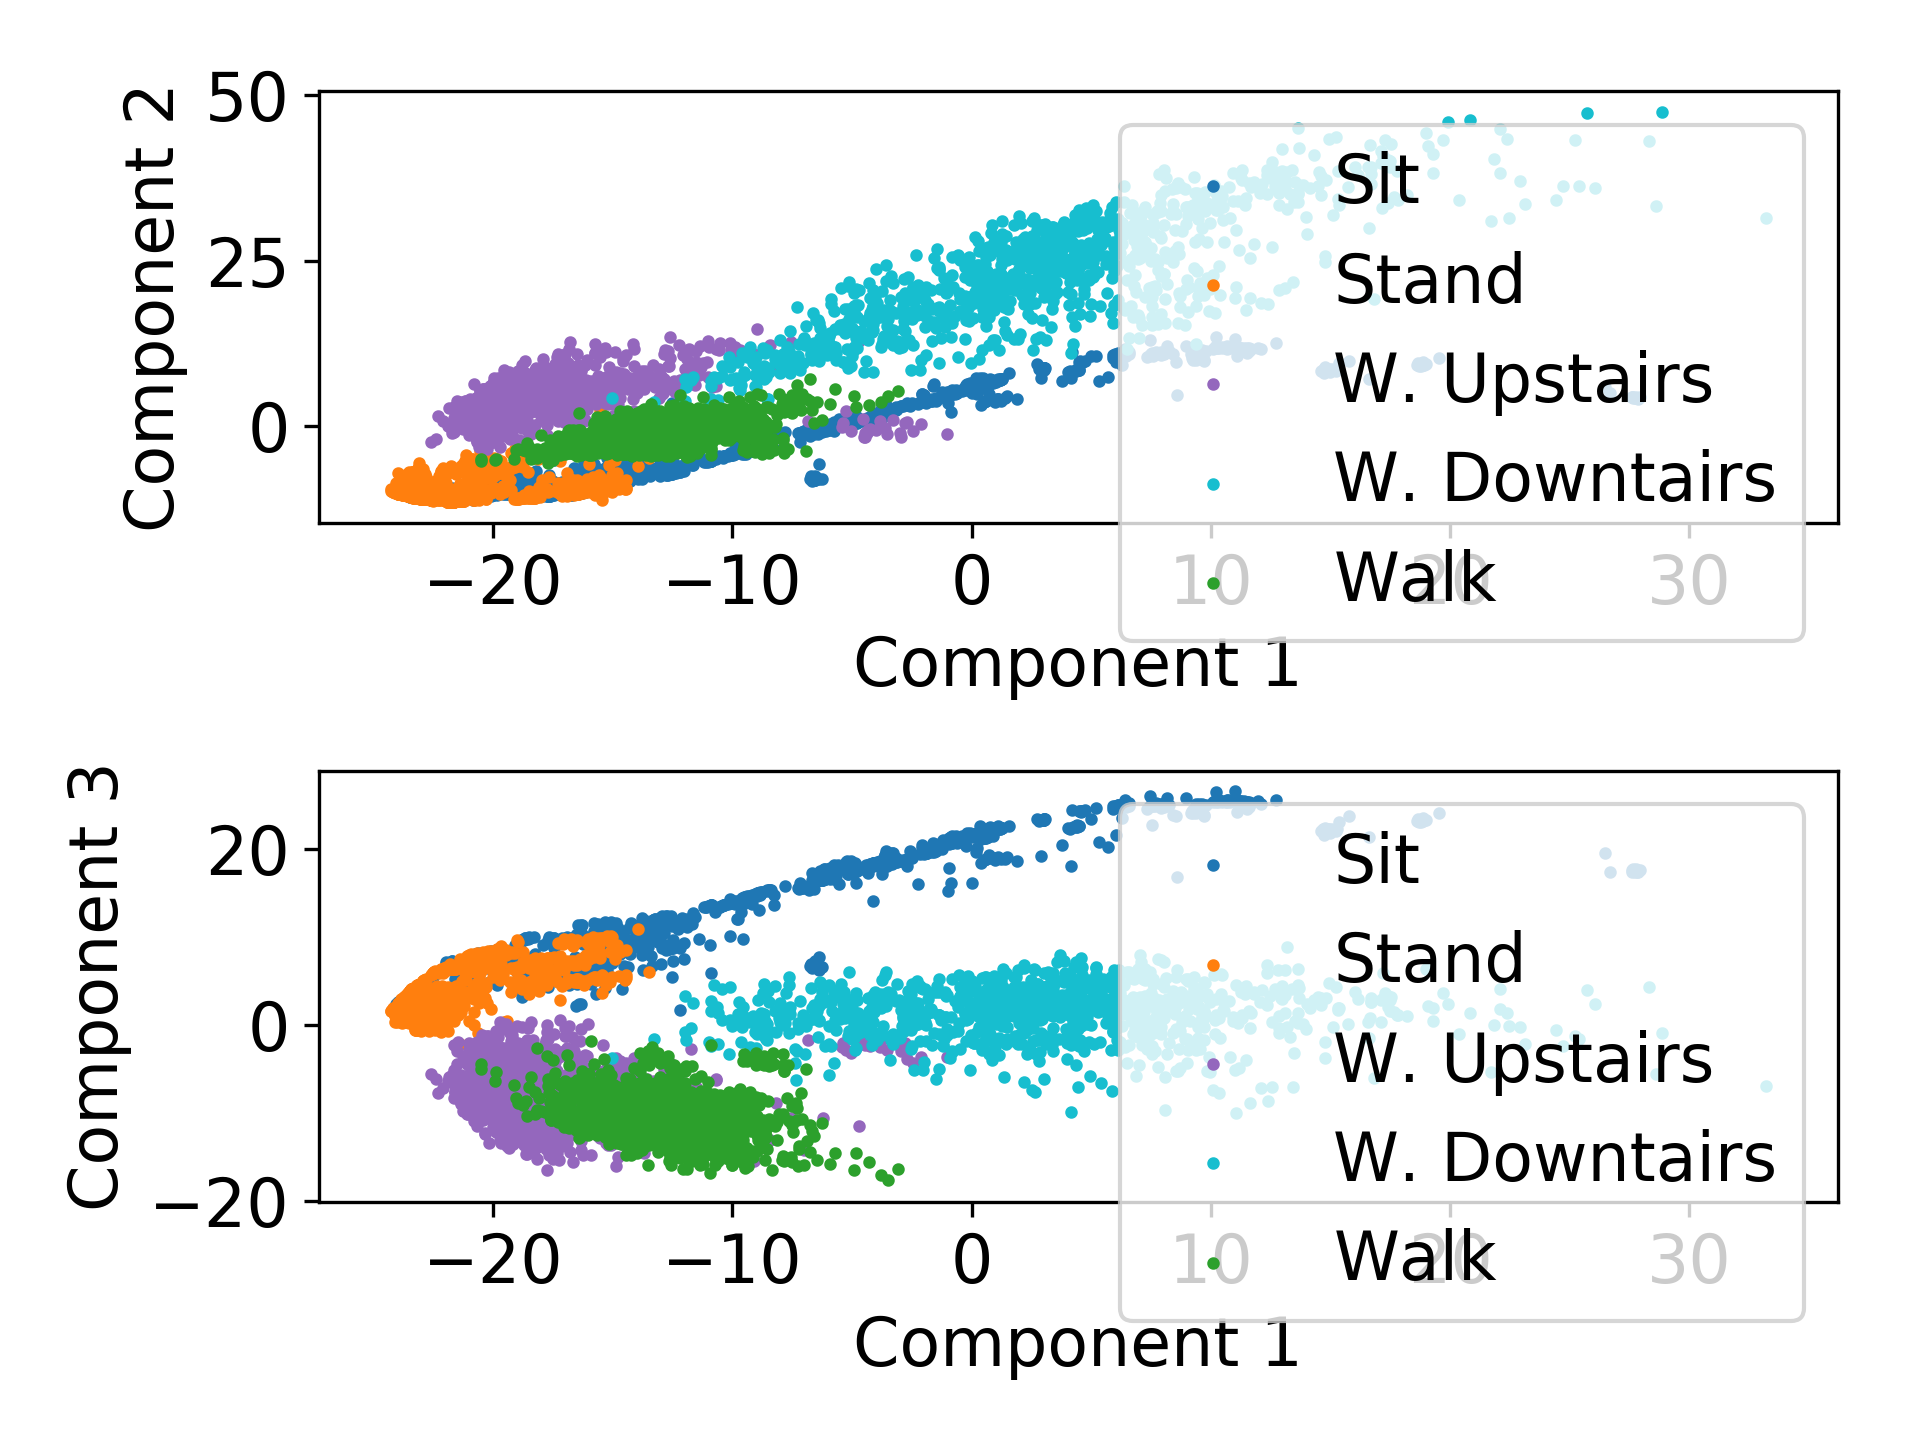 Component 2
50
25
0
Sit
Stand
W. Upstairs
W. Downtairs
Walk
−20 −10 0 10 20 30
Component 1
Component 3
20
0
−20
Sit
Stand
W. Upstairs
W. Downtairs
Walk
−20 −10 0 10 20 30
Component 1